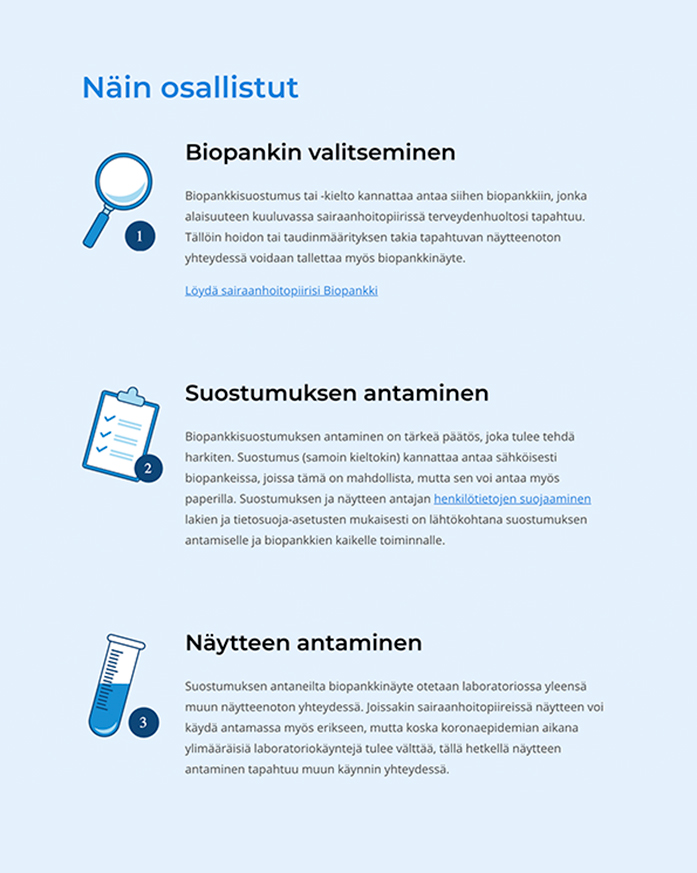 Näin osallistut
Biopankin valitseminen
Biopankkisuostumus tai -kielto kannattaa antaa siihen biopankkiin, jonka
alaisuuteen kuuluvassa sairaanhoitopiirissä terveydenhuoltosi tapahtuu.
Tällöin hoidon tai taudinmäärityksen takia tapahtuvan näytteenoton
yhteydessä voidaan tallettaa myös biopankkinäyte.
1
Löydä sairaanhoitopiirisi Biopankki
Suostumuksen antaminen
Biopankkisuostumuksen antaminen on tärkeä päätös, joka tulee tehdä
harkiten. Suostumus (samoin kieltokin) kannattaa antaa sähköisesti
biopankeissa, joissa tämä on mahdollista, mutta sen voi antaa myös
paperilla. Suostumuksen ja näytteen antajan henkilötietojen suojaaminen
lakien ja tietosuoja-asetusten mukaisesti on lähtökohtana suostumuksen
antamiselle ja biopankkien kaikelle toiminnalle.
2
Näytteen antaminen
Suostumuksen antaneilta biopankkinäyte otetaan laboratoriossa yleensä
muun näytteenoton yhteydessä. Joissakin sairaanhoitopiireissä näytteen voi
käydä antamassa myös erikseen, mutta koska koronaepidemian aikana
ylimääräisiä laboratoriokäyntejä tulee välttää, tällä hetkellä näytteen
antaminen tapahtuu muun käynnin yhteydessä.
3